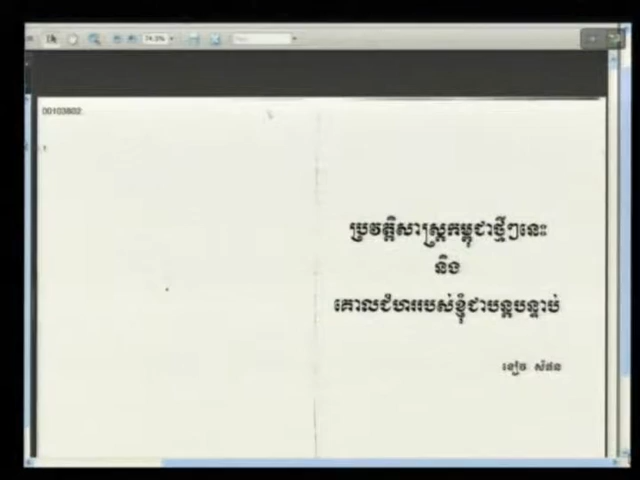 74.5%
00103802
ប្រវត្តិសាស្ត្រកម្ពុជាថ្មីៗនេះ
និង
គោលជំហររបស់ខ្ញុំជាបន្តបន្ទាប់
ខៀវ សំផន